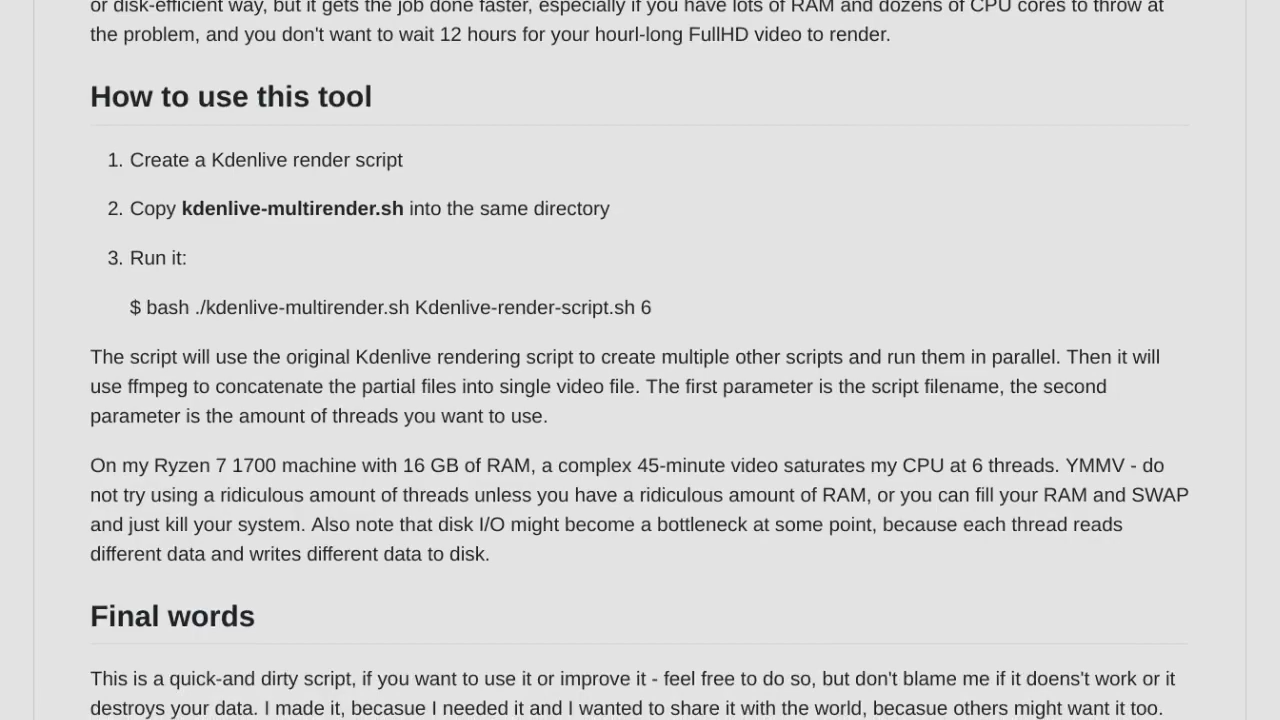 or disk-efficient way, but it gets the job done faster, especially if you have lots of RAM and dozens of CPU cores to throw at
the problem, and you don't want to wait 12 hours for your hourl-long FullHD video to render.
How to use this tool
1. Create a Kdenlive render script
2. Copy kdenlive-multirender.sh into the same directory
3. Run it:
$ bash ./kdenlive-multirender.sh Kdenlive-render-script.sh 6
The script will use the original Kdenlive rendering script to create multiple other scripts and run them in parallel. Then it will
use ffmpeg to concatenate the partial files into single video file. The first parameter is the script filename, the second
parameter is the amount of threads you want to use.
On my Ryzen 7 1700 machine with 16 GB of RAM, a complex 45-minute video saturates my CPU at 6 threads. YMMV - do
not try using a ridiculous amount of threads unless you have a ridiculous amount of RAM, or you can fill your RAM and SWAP
and just kill your system. Also note that disk I/O might become a bottleneck at some point, because each thread reads
different data and writes different data to disk.
Final words
This is a quick-and dirty script, if you want to use it or improve it - feel free to do so, but don't blame me if it doens't work or it
destroys your data. I made it, becasue I needed it and I wanted to share it with the world, becasue others might want it too.